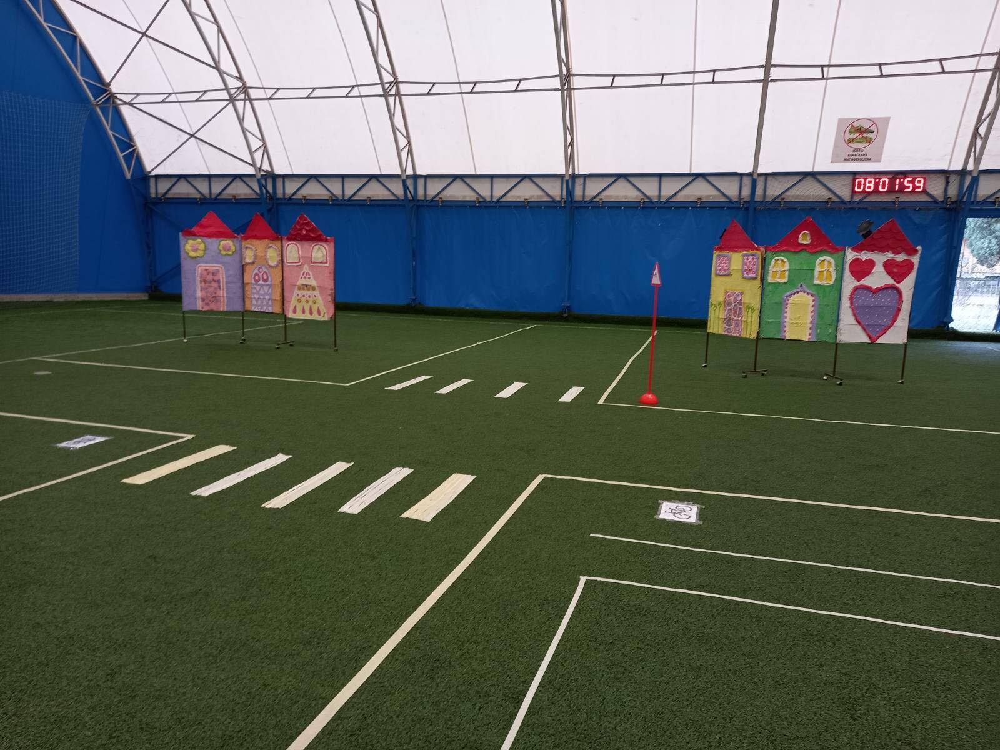 IGRA U
KOPAČKAMA
NIJE DOZVOLJENA
08:01:59